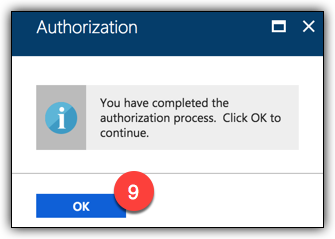 Authorization
You have completed the
authorization process. Click OK to
continue.
OK
9